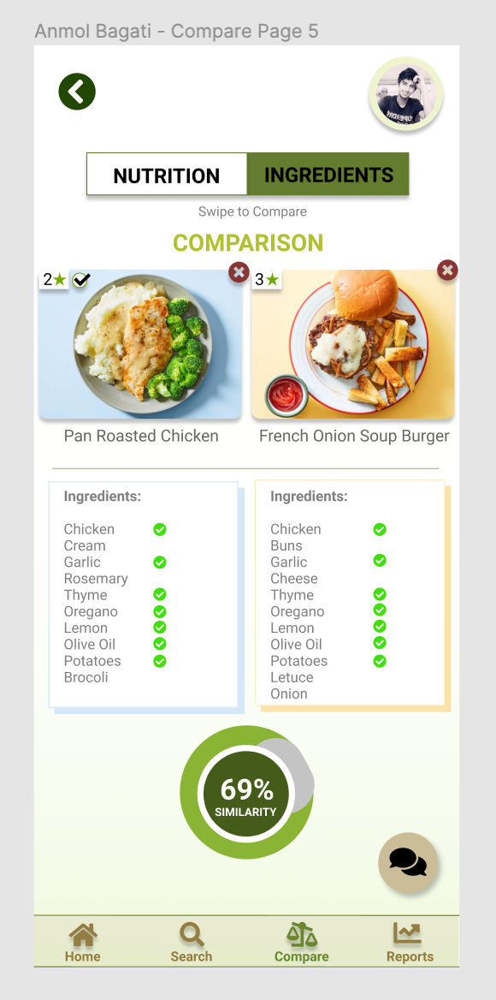 Anmol Bagati - Compare Page 5
NUTRITION INGREDIENTS
Swipe to Compare
COMPARISON
2 3
Pan Roasted Chicken French Onion Soup Burger
Ingredients:
Chicken
Cream
Garlic
Rosemary
Thyme
Oregano
Lemon
Olive Oil
Potatoes
Brocoli
Ingredients:
Chicken
Buns
Garlic
Cheese
Thyme
Oregano
Lemon
Olive Oil
Potatoes
Letuce
Onion
69%
SIMILARITY
Home Search Compare Reports